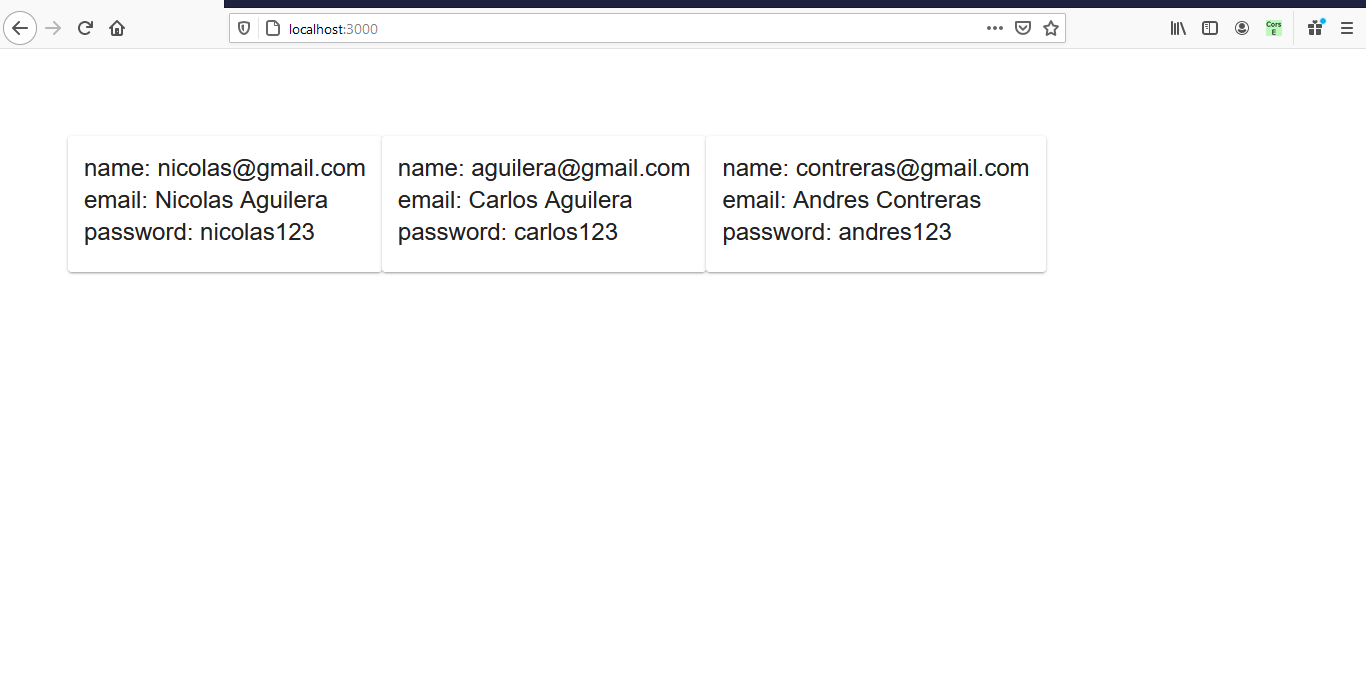 localhost:3000
Cors
E
name: nicolas@gmail.com
email: Nicolas Aguilera
password: nicolas123
name: aguilera@gmail.com
email: Carlos Aguilera
password: carlos123
name: contreras@gmail.com
email: Andres Contreras
password: andres123